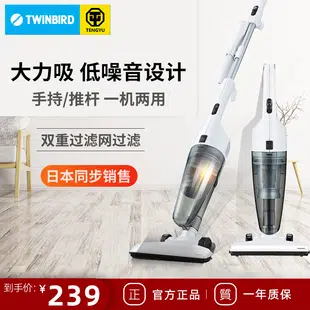 TWINBIRD TENGYU
大力吸 低噪音设计
手持/推杆 一机两用
双重过滤网过滤
日本同步销售
到手价:¥239 正 官方正品 質 一年质保